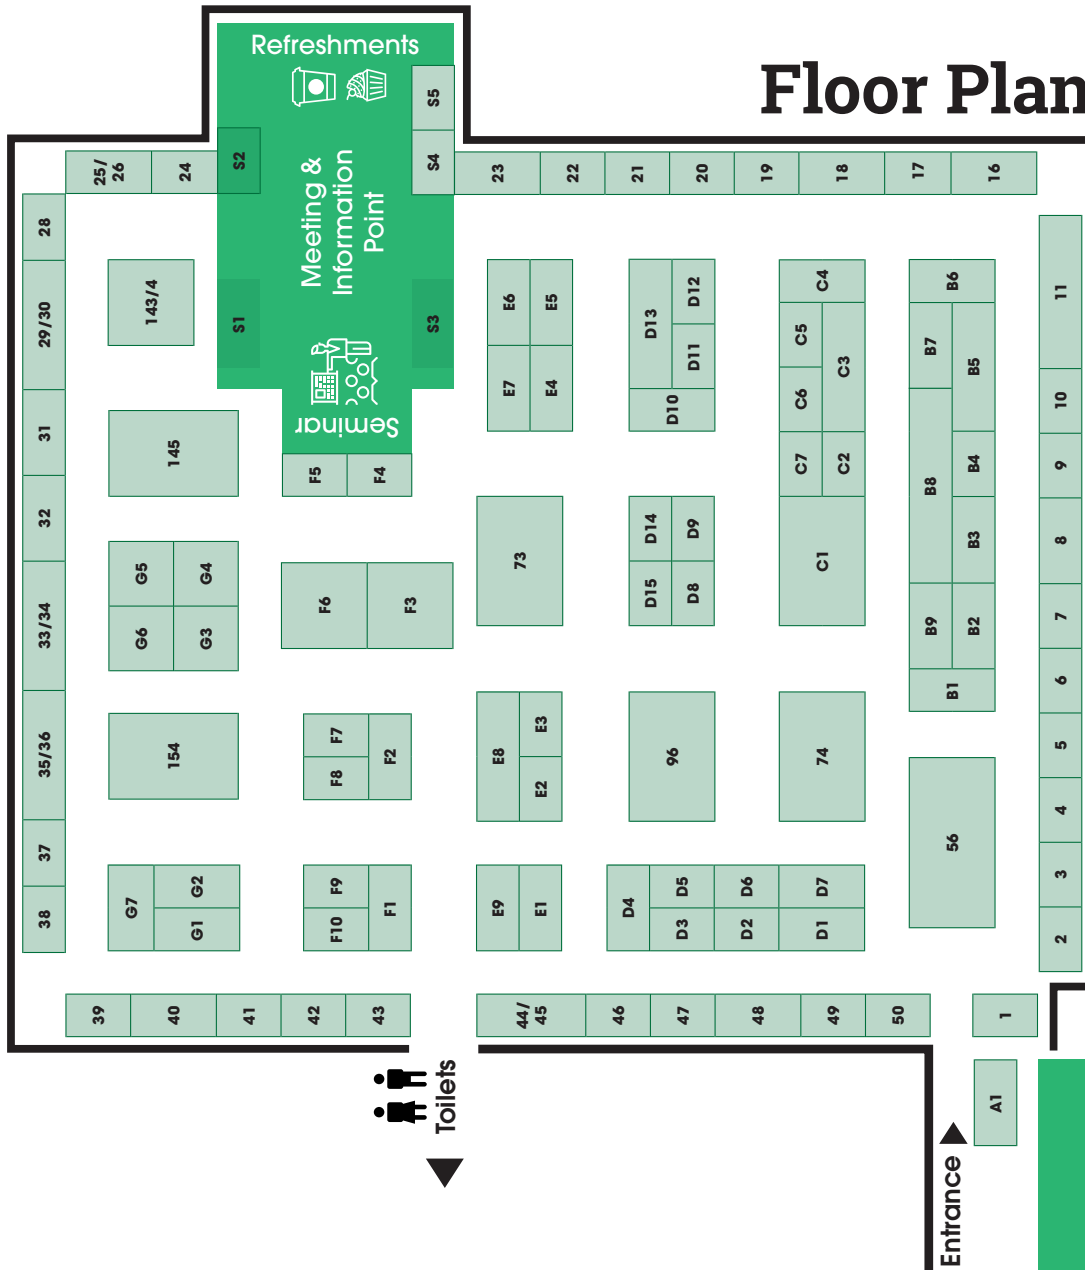 Floor Plan
Refreshments
Meeting &
Information
Point
Seminar
S5
S4
S2
S1
S3
25/
26
24
23
22
21
20
19
18
17
16
28
29/30
31
32
33/34
35/36
37
38
143/4
145
G5
G4
G6
G3
154
G7
G2
G1
F5
F4
F6
F3
F7
F8
F2
F9
F10
F1
E6
E5
E7
E4
73
E8
E3
E2
E9
E1
D13
D12
D11
D10
D14
D9
D15
D8
96
D4
D5
D6
D7
D3
D2
D1
C4
C5
C3
C6
C7
C2
C1
74
B6
B7
B5
B8
B4
B3
B9
B2
B1
56
11
10
9
8
7
6
5
4
3
2
39
40
41
42
43
44/
45
46
47
48
49
50
1
A1
Toilets
Entrance